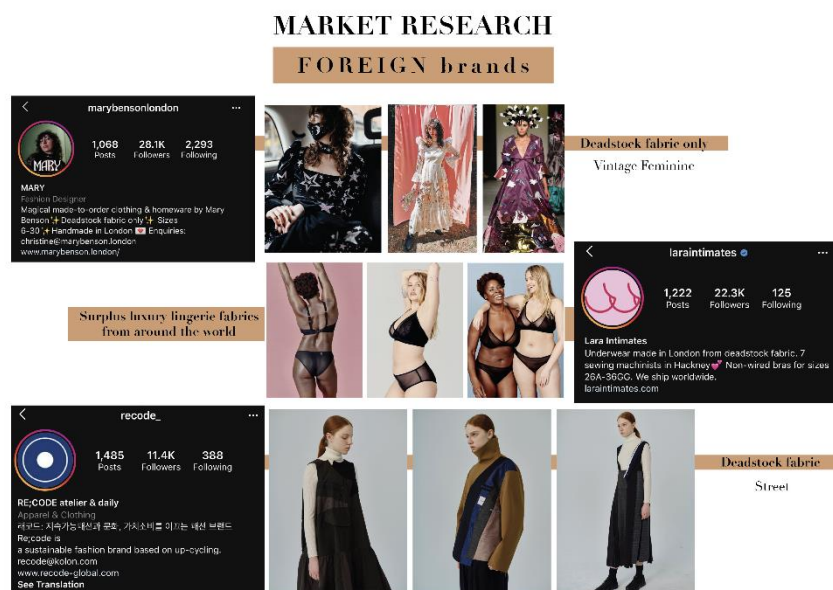 MARKET RESEARCH
FOREIGN brands
marybensonlondon
MARY
1,068 28.1K 2,293
Posts Followers Following
MARY
Fashion Designer
Magical made-to-order clothing & homeware by Mary
Benson✨Deadstock fabric only✨ Sizes
6-30✨Handmade in London 💌 Enquiries:
christine@marybenson.london
www.marybenson.london/
Deadstock fabric only
Vintage Feminine
Surplus luxury lingerie fabrics
from around the world
laraintimates
1,222 22.3K 125
Posts Followers Following
Lara Intimates
Underwear made in London from deadstock fabric. 7
sewing machinists in Hackney💕 Non-wired bras for sizes
26A-36GG. We ship worldwide.
laraintimates.com
recode_
1,485 11.4K 388
Posts Followers Following
RE;CODE atelier & daily
Apparel & Clothing
래코드: 지속가능패션과 문화, 가치소비를 이끄는 패션 브랜드
Re;code is
a sustainable fashion brand based on up-cycling.
recode@kolon.com
www.recode-global.com
See Translation
Deadstock fabric
Street